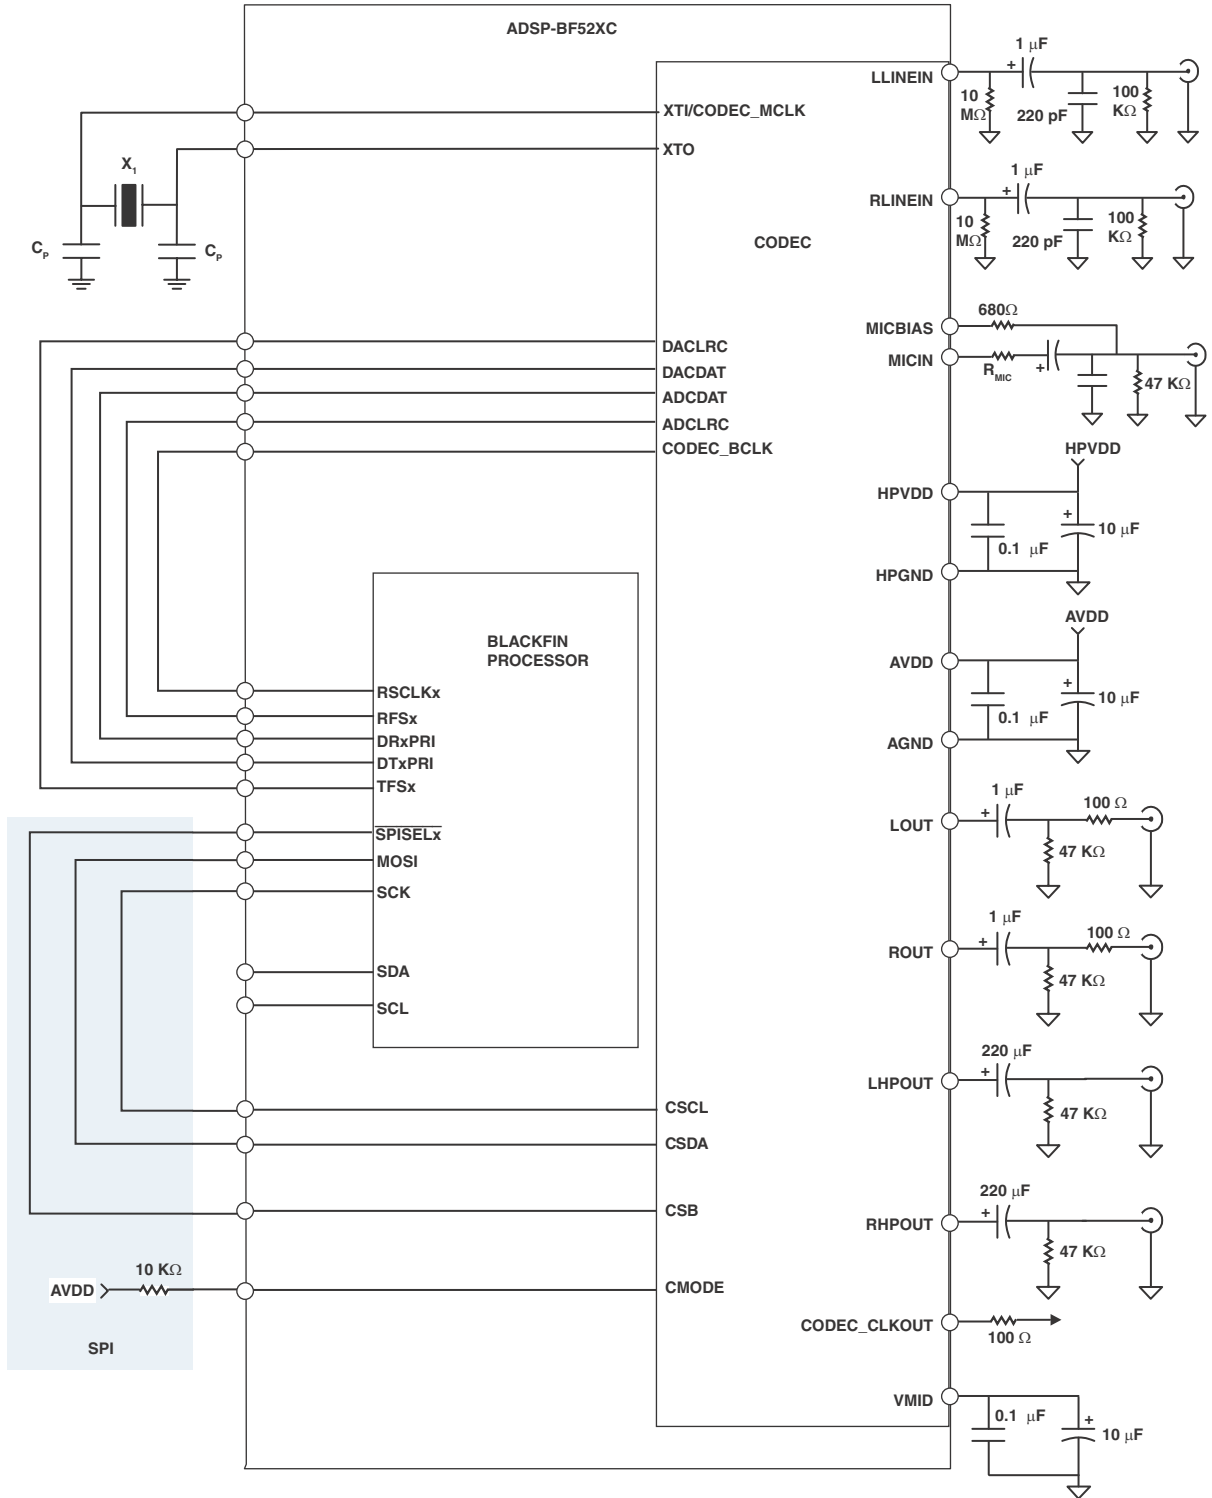 ADSP-BF52XC
1 μF
LLINEIN
+
10 MΩ
220 pF
100 KΩ
XTI/CODEC_MCLK
XTO
X1
CP
CP
1 μF
RLINEIN
+
10 MΩ
220 pF
100 KΩ
CODEC
680Ω
MICBIAS
MICIN
RMIC
+
47 KΩ
DACLRC
DACDAT
ADCDAT
ADCLRC
CODEC_BCLK
HPVDD
HPVDD
+
10 μF
0.1 μF
HPGND
AVDD
AVDD
+
10 μF
0.1 μF
AGND
BLACKFIN
PROCESSOR
RSCLKx
RFSx
DRxPRI
DTxPRI
TFSx
SPISELx
MOSI
SCK
SDA
SCL
1 μF
100 Ω
LOUT
+
47 KΩ
1 μF
100 Ω
ROUT
+
47 KΩ
220 μF
+
LHPOUT
47 KΩ
CSCL
CSDA
CSB
220 μF
+
RHPOUT
47 KΩ
10 KΩ
AVDD
CMODE
SPI
CODEC_CLKOUT
100 Ω
VMID
0.1 μF
+
10 μF